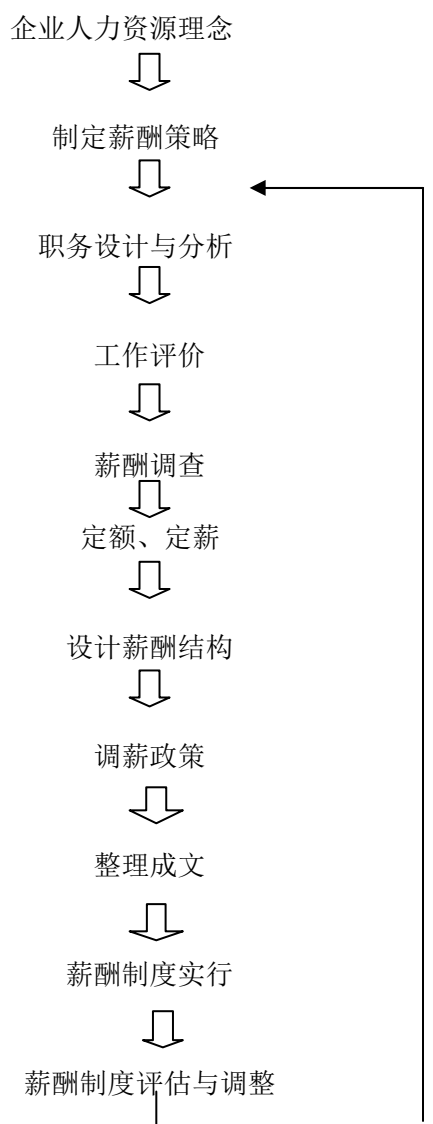 企业人力资源理念
制定薪酬策略
职务设计与分析
工作评价
薪酬调查
定额、定薪
设计薪酬结构
调薪政策
整理成文
薪酬制度实行
薪酬制度评估与调整